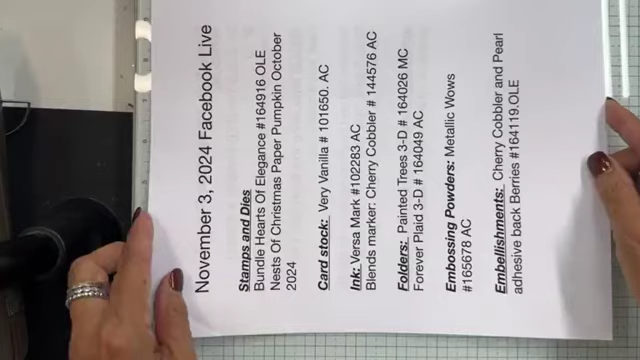 November 3, 2024 Facebook Live
Stamps and Dies
Bundle Hearts Of Elegance #164916 OLE
Nests Of Christmas Paper Pumpkin October
2024
Card stock: Very Vanilla # 101650. AC
Ink: Versa Mark #102283 AC
Blends marker: Cherry Cobbler # 144576 AC
Folders: Painted Trees 3-D # 164026 MC
Forever Plaid 3-D # 164049 AC
Embossing Powders: Metallic Wows
#165678 AC
Embellishments: Cherry Cobbler and Pearl
adhesive back Berries #164119.OLE